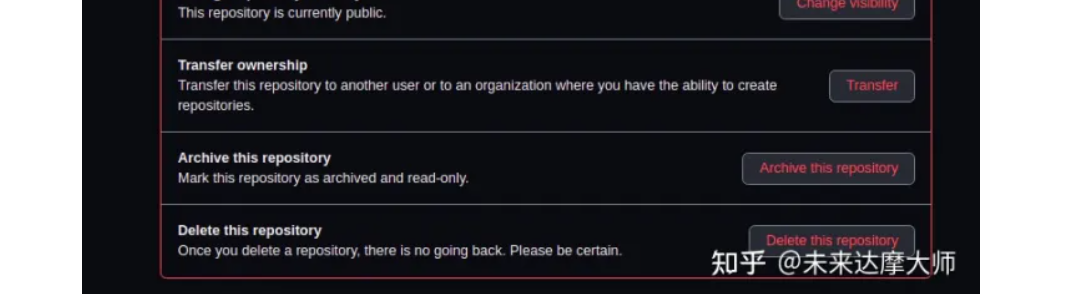 This repository is currently public.
Change visibility
Transfer ownership
Transfer this repository to another user or to an organization where you have the ability to create
repositories.
Transfer
Archive this repository
Mark this repository as archived and read-only.
Archive this repository
Delete this repository
Once you delete a repository, there is no going back. Please be certain.
Delete this repository
知乎 @未来达摩大师